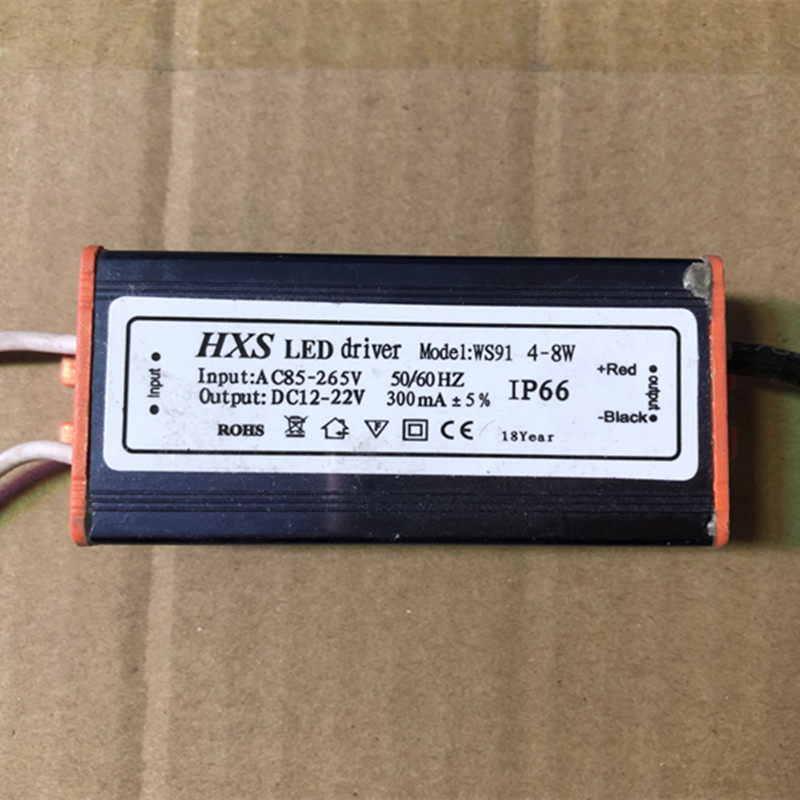 HXS LED driver Model:WS91 4-8W
Input:AC85-265V 50/60HZ
Output:DC12-22V 300mA ± 5% IP66
ROHS F CE 18Year
Input
+Red
-Black
output